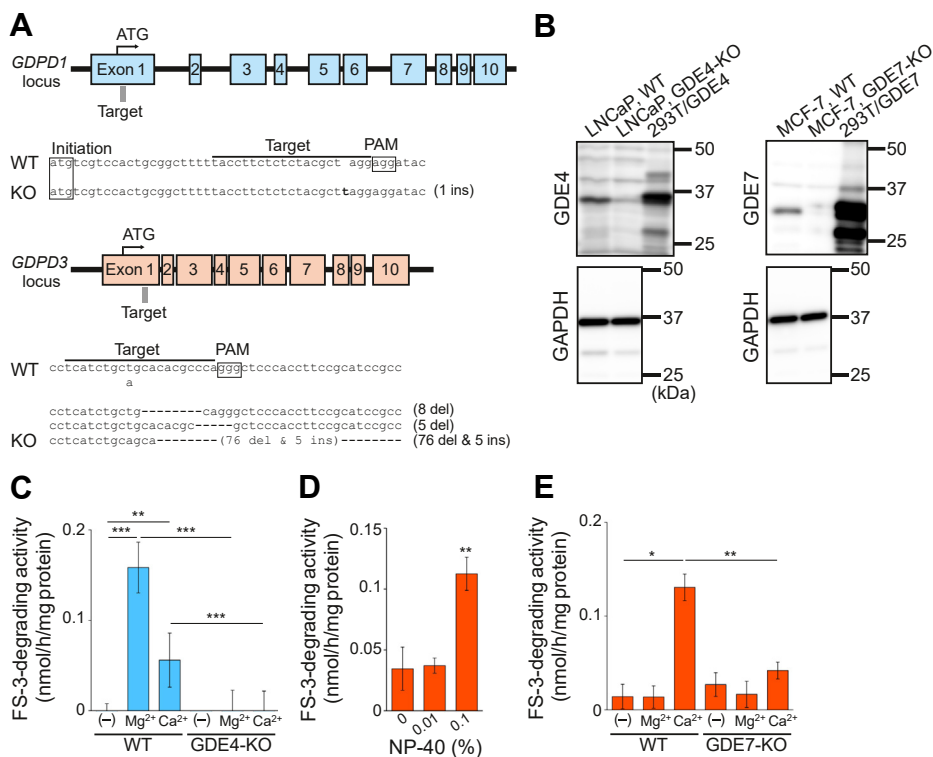 A
ATG
GDPD1 locus
Exon 1 2 3 4 5 6 7 8 9 10
Target
Initiation Target PAM
WT atgtcgtccactgcggctttttaccttctctctacgct aggaggatac
KO atgtcgtccactgcggctttttaccttctctctacgcttaggaggatac (1 ins)
ATG
GDPD3 locus
Exon 1 2 3 4 5 6 7 8 9 10
Target
Target PAM
WT cctcatctgctgcacacgcccagggctcccaccttccgcatccgcc
a
cctcatctgctg--------cagggctcccaccttccgcatccgcc (8 del)
cctcatctgctgcacacgc-----gctcccaccttccgcatccgcc (5 del)
KO cctcatctgcagca--------(76 del & 5 ins)-------- (76 del & 5 ins)
B
LNCaP, WT
LNCaP, GDE4-KO
293T/GDE4
GDE4
50
37
25
GAPDH
50
37
25
(kDa)
MCF-7, WT
MCF-7, GDE7-KO
293T/GDE7
GDE7
50
37
25
GAPDH
50
37
25
C
FS-3-degrading activity
(nmol/h/mg protein)
0.2
0.1
0
**
*** ***
***
(–) Mg²⁺ Ca²⁺ (–) Mg²⁺ Ca²⁺
WT GDE4-KO
D
FS-3-degrading activity
(nmol/h/mg protein)
0.15
0.1
0.05
0
**
0 0.01 0.1
NP-40 (%)
E
FS-3-degrading activity
(nmol/h/mg protein)
0.2
0.1
0
* **
(–) Mg²⁺ Ca²⁺ (–) Mg²⁺ Ca²⁺
WT GDE7-KO